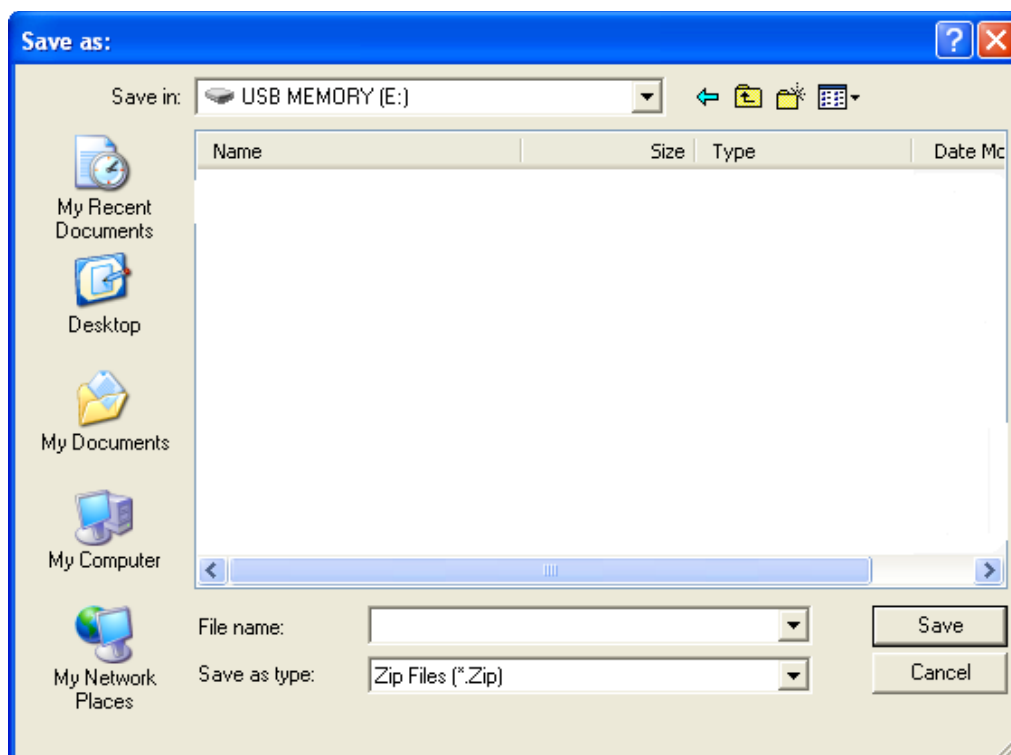 Save as:
Save in: USB MEMORY (E:)
Name Size Type Date Mo
My Recent
Documents
Desktop
My Documents
My Computer
My Network
Places
File name:
Save
Save as type: Zip Files (*.Zip)
Cancel